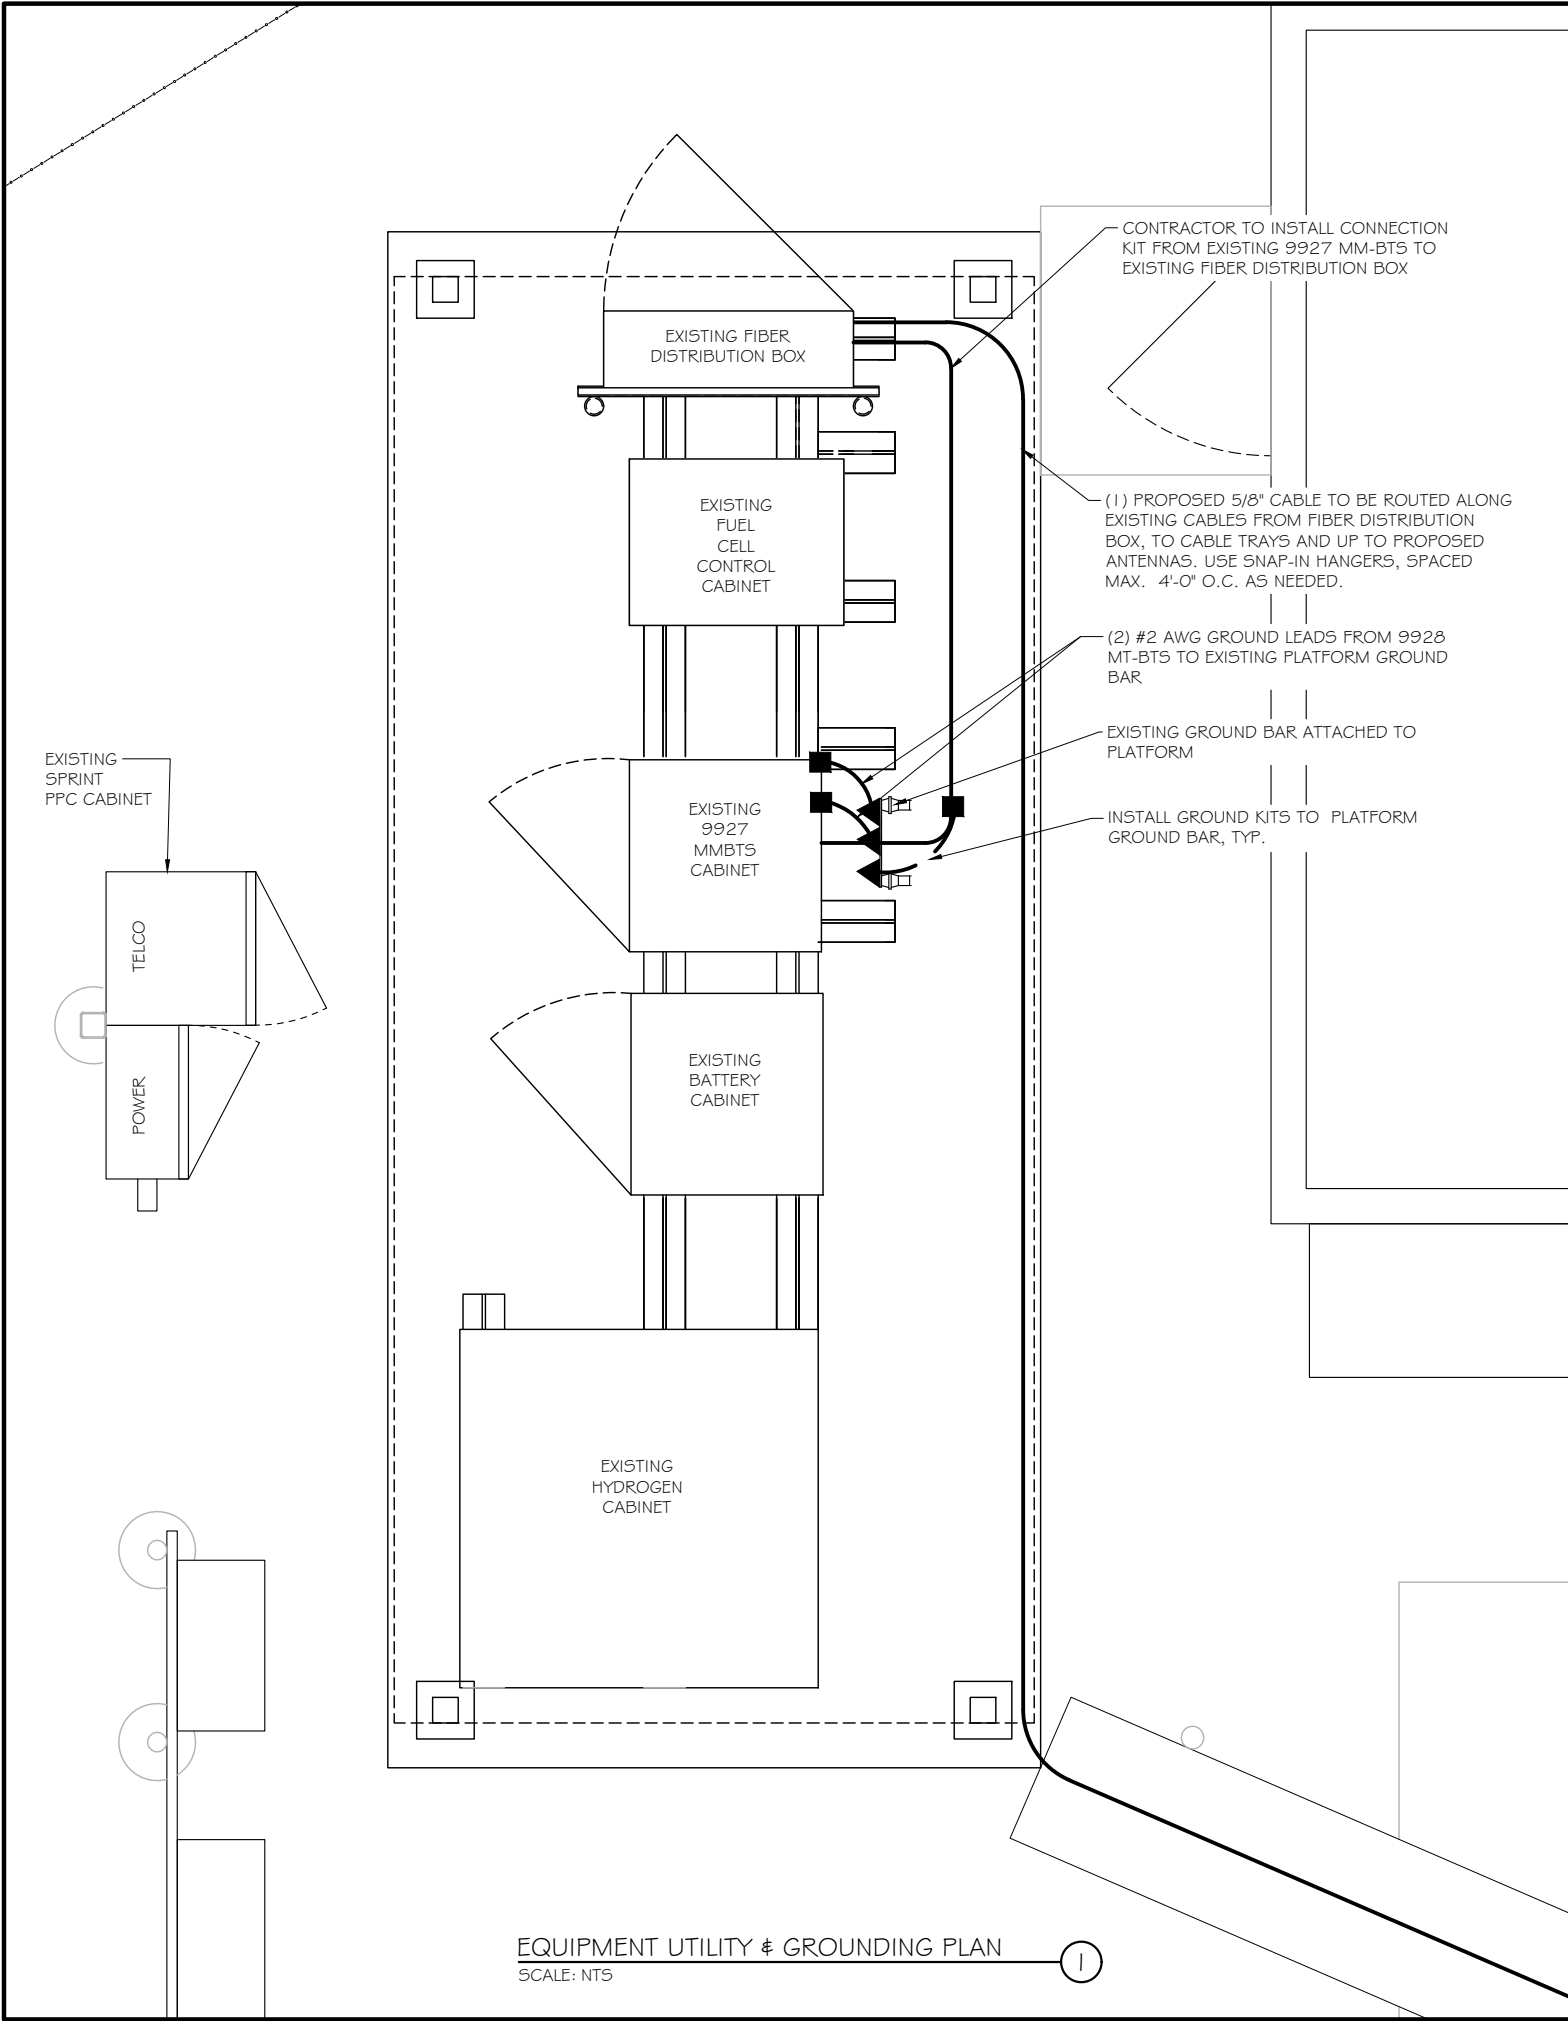 CONTRACTOR TO INSTALL CONNECTION
KIT FROM EXISTING 9927 MM-BTS TO
EXISTING FIBER DISTRIBUTION BOX
EXISTING FIBER
DISTRIBUTION BOX
EXISTING
FUEL
CELL
CONTROL
CABINET
(1) PROPOSED 5/8" CABLE TO BE ROUTED ALONG
EXISTING CABLES FROM FIBER DISTRIBUTION
BOX, TO CABLE TRAYS AND UP TO PROPOSED
ANTENNAS. USE SNAP-IN HANGERS, SPACED
MAX. 4'-0" O.C. AS NEEDED.
(2) #2 AWG GROUND LEADS FROM 9928
MT-BTS TO EXISTING PLATFORM GROUND
BAR
EXISTING GROUND BAR ATTACHED TO
PLATFORM
EXISTING
SPRINT
PPC CABINET
EXISTING
9927
MMBTS
CABINET
INSTALL GROUND KITS TO PLATFORM
GROUND BAR, TYP.
TELCO
POWER
EXISTING
BATTERY
CABINET
EXISTING
HYDROGEN
CABINET
EQUIPMENT UTILITY & GROUNDING PLAN
SCALE: NTS
1